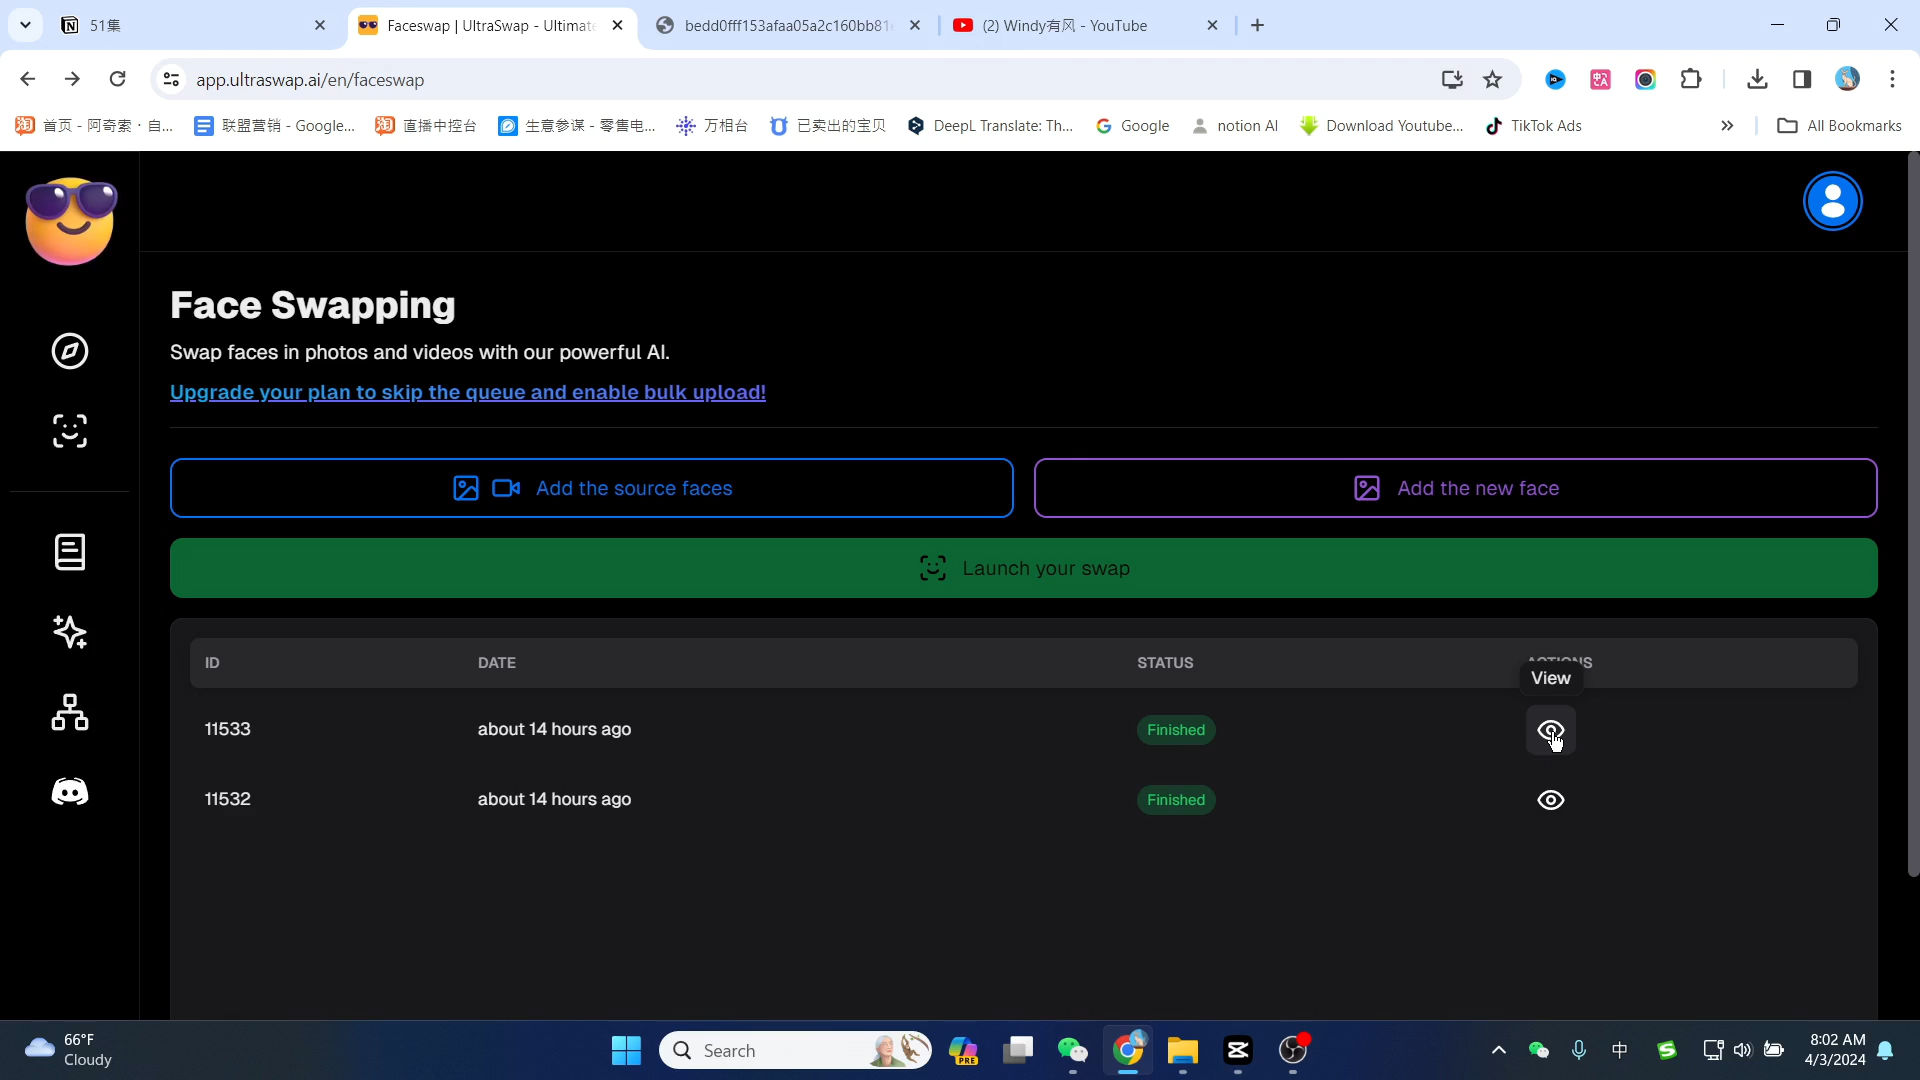 51集
Faceswap | UltraSwap - Ultimate
bedd0fff153afaa05a2c160bb81
(2) Windy有风 - YouTube
app.ultraswap.ai/en/faceswap
首页 - 阿奇索 · 自...
联盟营销 - Google...
直播中控台
生意参谋 - 零售电...
万相台
已卖出的宝贝
DeepL Translate: Th...
Google
notion AI
Download Youtube...
TikTok Ads
All Bookmarks
Face Swapping
Swap faces in photos and videos with our powerful AI.
Upgrade your plan to skip the queue and enable bulk upload!
Add the source faces
Add the new face
Launch your swap
ID DATE STATUS ACTIONS
View
11533 about 14 hours ago Finished
11532 about 14 hours ago Finished
66°F
Cloudy
Search
PRE
中
8:02 AM
4/3/2024